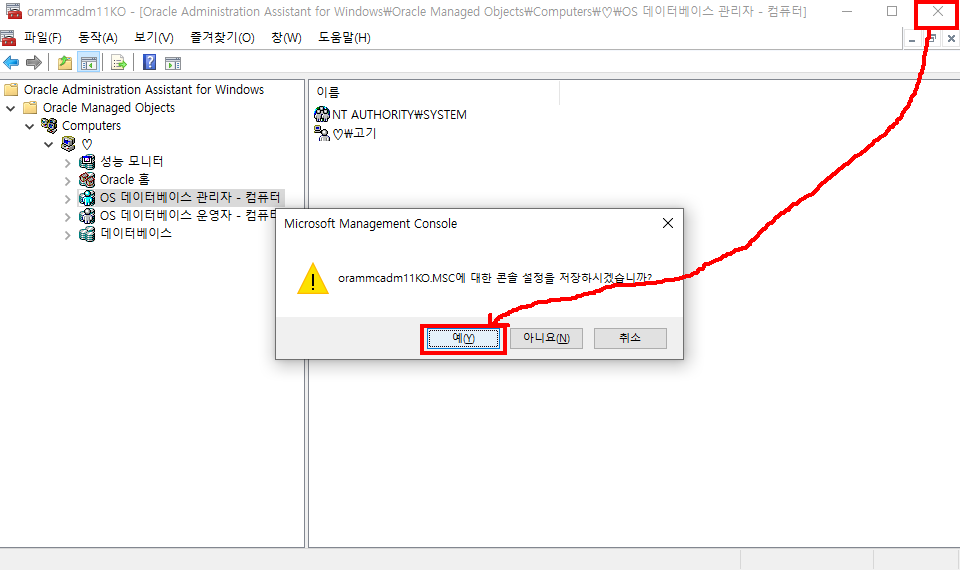 orammcadm11KO - [Oracle Administration Assistant for Windows₩Oracle Managed Objects₩Computers₩♡₩OS 데이터베이스 관리자 - 컴퓨터]
파일(F) 동작(A) 보기(V) 즐겨찾기(O) 창(W) 도움말(H)
Oracle Administration Assistant for Windows
Oracle Managed Objects
Computers
♡
성능 모니터
Oracle 홈
OS 데이터베이스 관리자 - 컴퓨터
OS 데이터베이스 운영자 - 컴퓨터
데이터베이스
이름
NT AUTHORITY₩SYSTEM
♡₩고기
Microsoft Management Console
orammcadm11KO.MSC에 대한 콘솔 설정을 저장하시겠습니까?
예(Y) 아니요(N) 취소